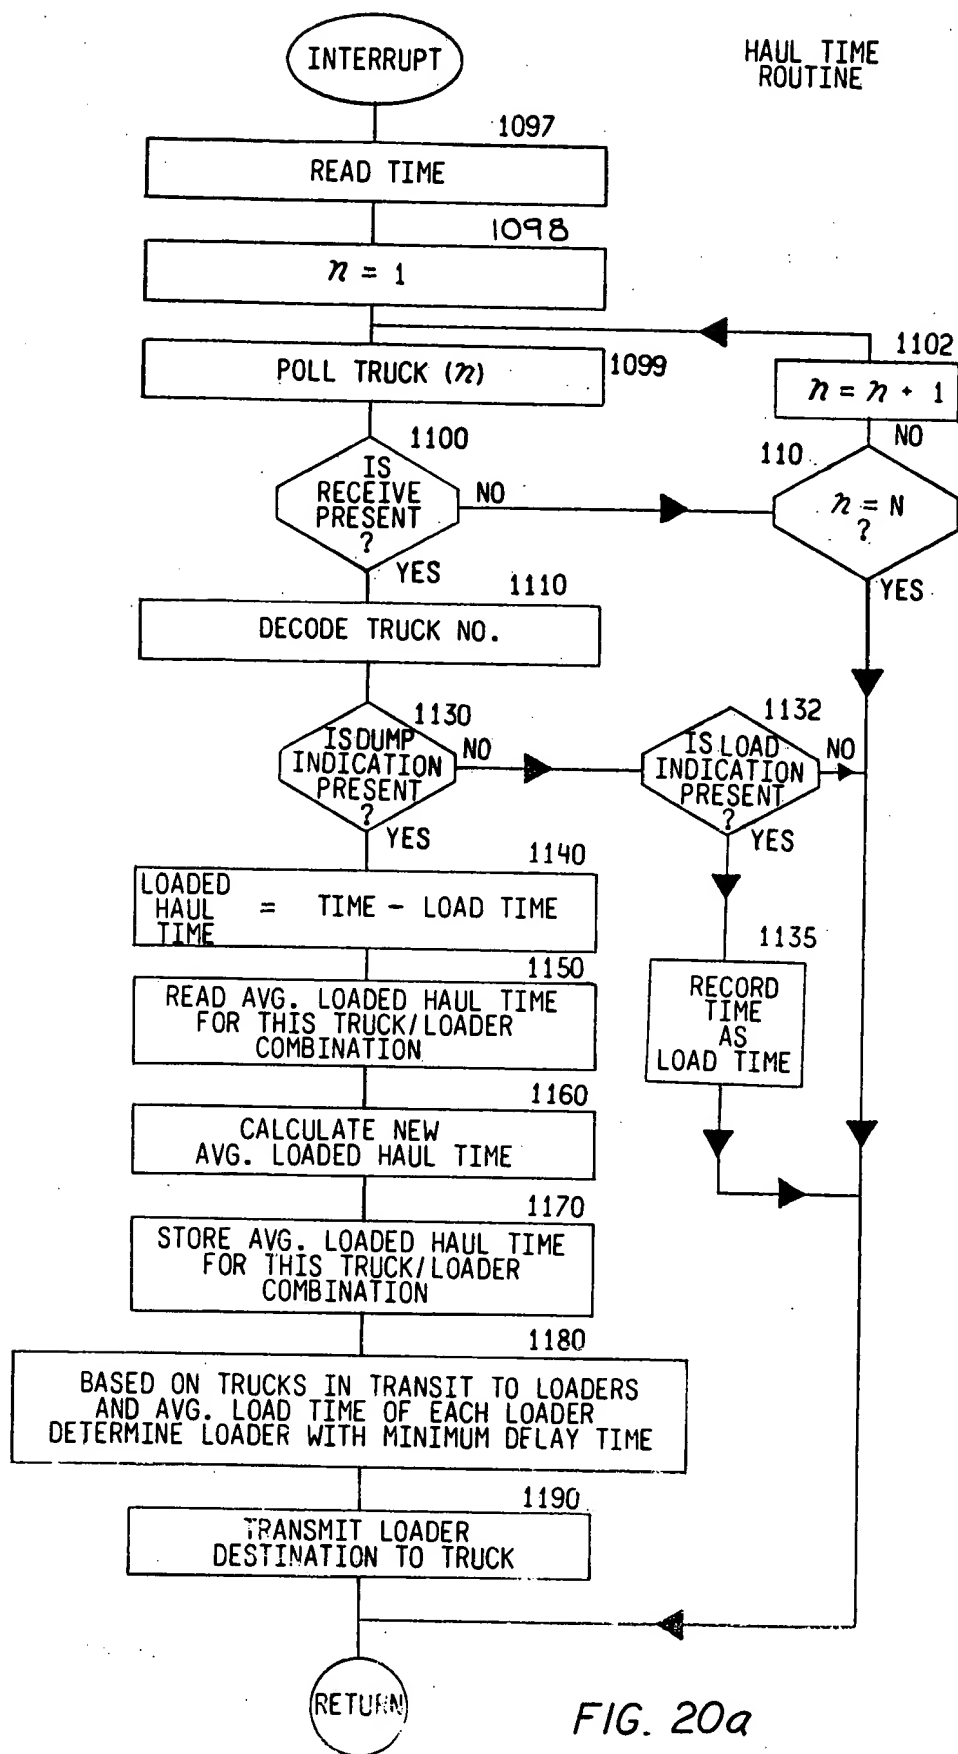 INTERRUPT
HAUL TIME
ROUTINE
1097
READ TIME
1098
n = 1
1102
POLL TRUCK (n)
1099
n = n + 1
NO
1100
110
IS
RECEIVE
PRESENT
?
NO
n = N
?
YES
YES
1110
DECODE TRUCK NO.
1130
1132
IS DUMP
INDICATION
PRESENT
?
NO
IS LOAD
INDICATION
PRESENT
?
NO
YES
YES
1140
LOADED
HAUL
TIME
= TIME - LOAD TIME
1135
1150
RECORD
TIME
AS
LOAD TIME
READ AVG. LOADED HAUL TIME
FOR THIS TRUCK/LOADER
COMBINATION
1160
CALCULATE NEW
AVG. LOADED HAUL TIME
1170
STORE AVG. LOADED HAUL TIME
FOR THIS TRUCK/LOADER
COMBINATION
1180
BASED ON TRUCKS IN TRANSIT TO LOADERS
AND AVG. LOAD TIME OF EACH LOADER
DETERMINE LOADER WITH MINIMUM DELAY TIME
1190
TRANSMIT LOADER
DESTINATION TO TRUCK
RETURN
FIG. 20a